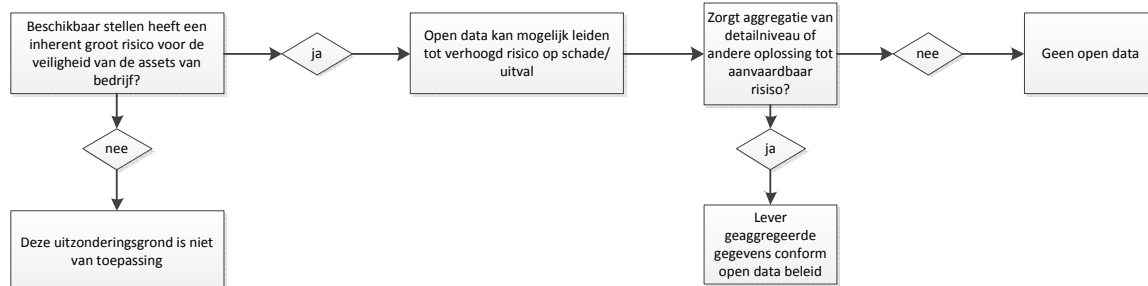 Beschikbaar stellen heeft een
inherent groot risico voor de
veiligheid van de assets van
bedrijf?
ja
Open data kan mogelijk leiden
tot verhoogd risico op schade/
uitval
Zorgt aggregatie van
detailniveau of
andere oplossing tot
aanvaardbaar
risiso?
nee
Geen open data
nee
ja
Deze uitzonderingsgrond is niet
van toepassing
Lever
geaggregeerde
gegevens conform
open data beleid